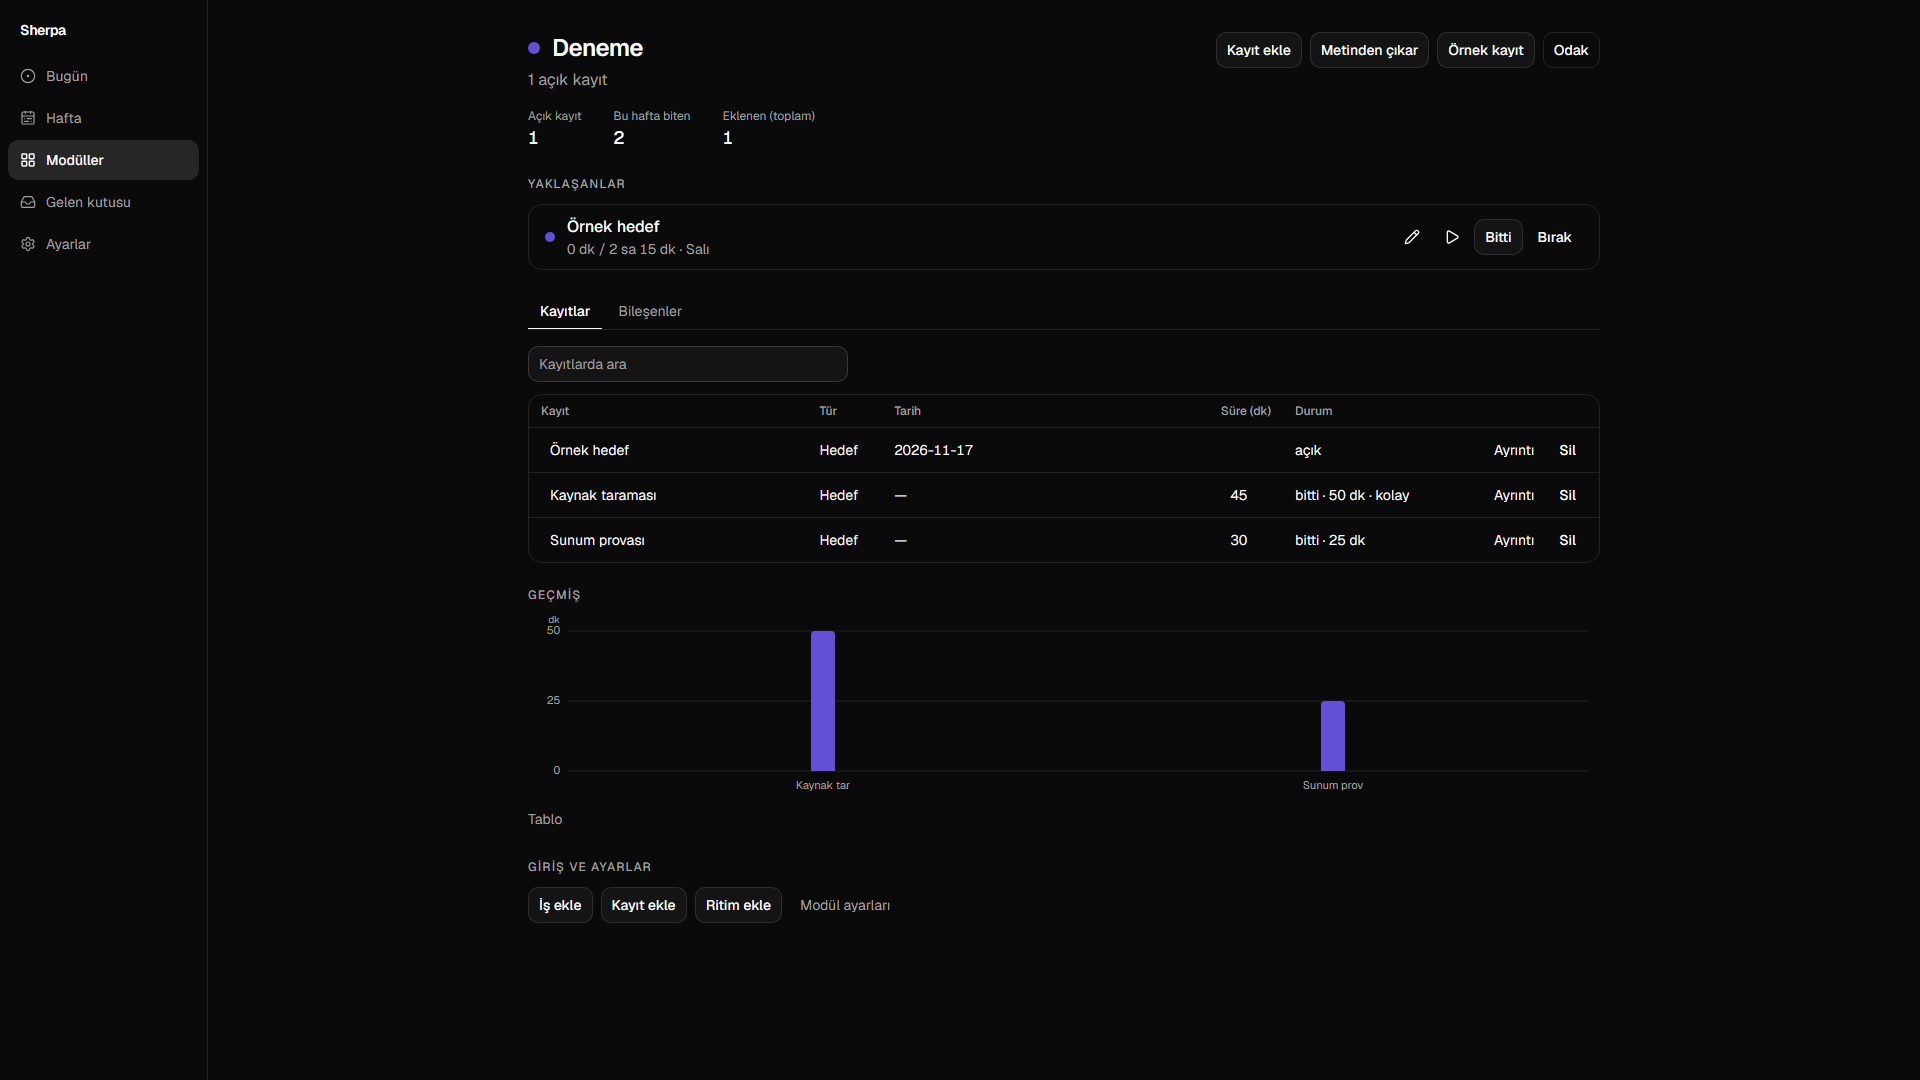 Sherpa
Bugün
Hafta
Modüller
Gelen kutusu
Ayarlar
Deneme
1 açık kayıt
Kayıt ekle
Metinden çıkar
Örnek kayıt
Odak
Açık kayıt
Bu hafta biten
Eklenen (toplam)
1
2
1
YAKLAŞANLAR
Örnek hedef
0 dk / 2 sa 15 dk · Salı
Bitti
Bırak
Kayıtlar
Bileşenler
Kayıtlarda ara
Kayıt Tür Tarih Süre (dk) Durum
Örnek hedef Hedef 2026-11-17 açık Ayrıntı Sil
Kaynak taraması Hedef — 45 bitti · 50 dk · kolay Ayrıntı Sil
Sunum provası Hedef — 30 bitti · 25 dk Ayrıntı Sil
GEÇMİŞ
dk
50
25
0
Kaynak tar
Sunum prov
Tablo
GİRİŞ VE AYARLAR
İş ekle
Kayıt ekle
Ritim ekle
Modül ayarları